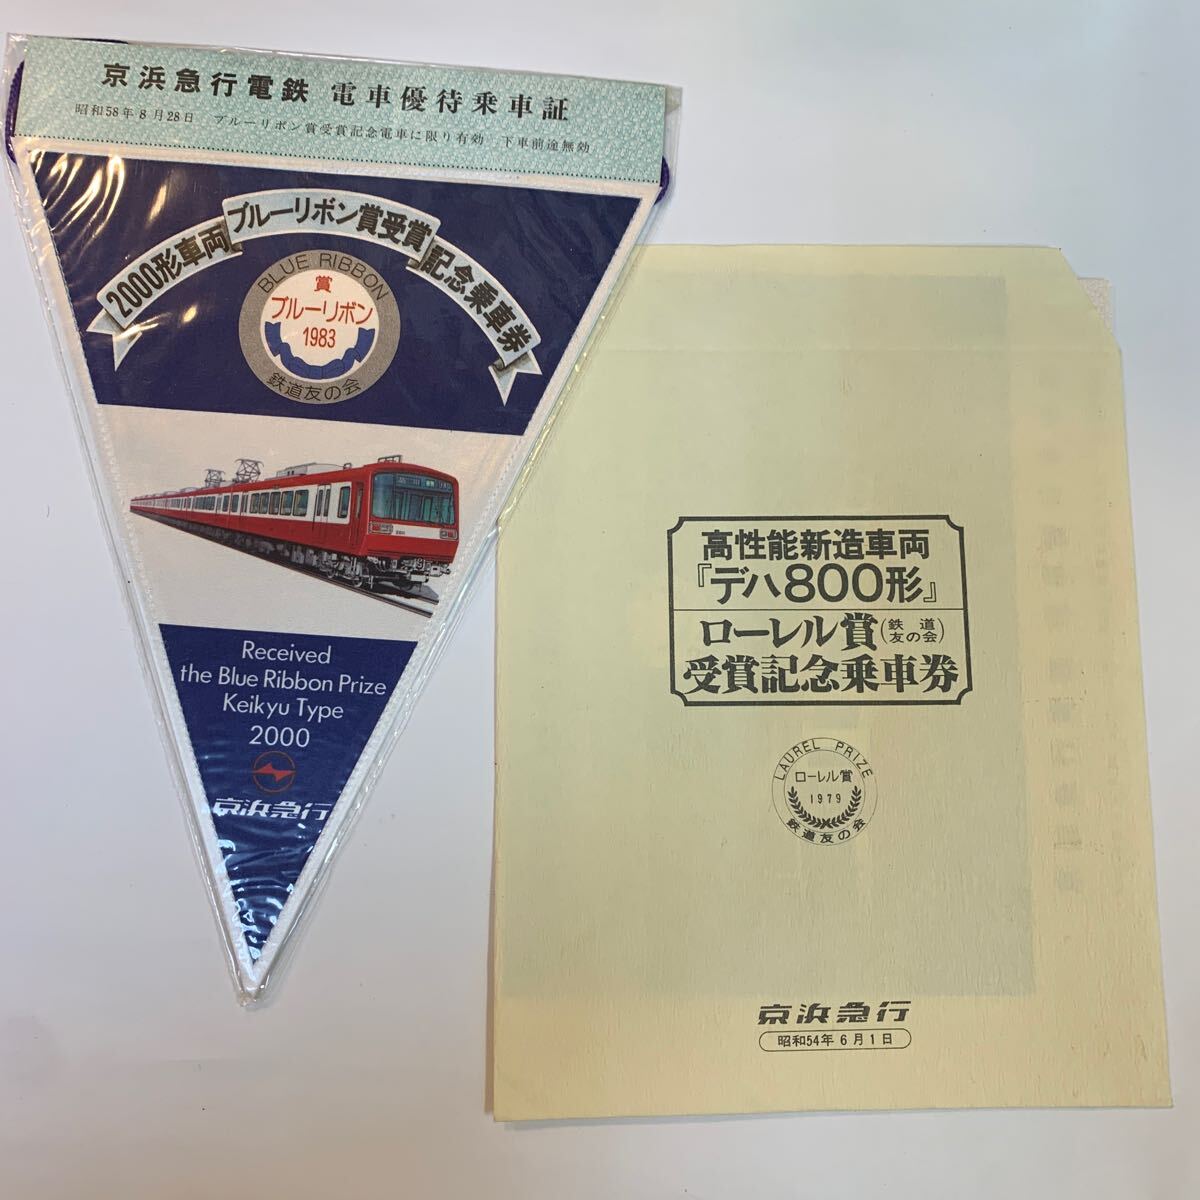 京浜急行電鉄 電車優待乗車証
昭和58年8月28日 ブルーリボン賞受賞記念電車に限り有効 下車前途無効
2000形車両 ブルーリボン賞受賞 記念乗車券
BLUE RIBBON
賞
ブルーリボン
1983
鉄道友の会
Received
the Blue Ribbon Prize
Keikyu Type
2000
京浜急行
高性能新造車両
『デハ800形』
ローレル賞(鉄道友の会)
受賞記念乗車券
LAUREL PRIZE
ローレル賞
1979
鉄道友の会
京浜急行
昭和54年6月1日